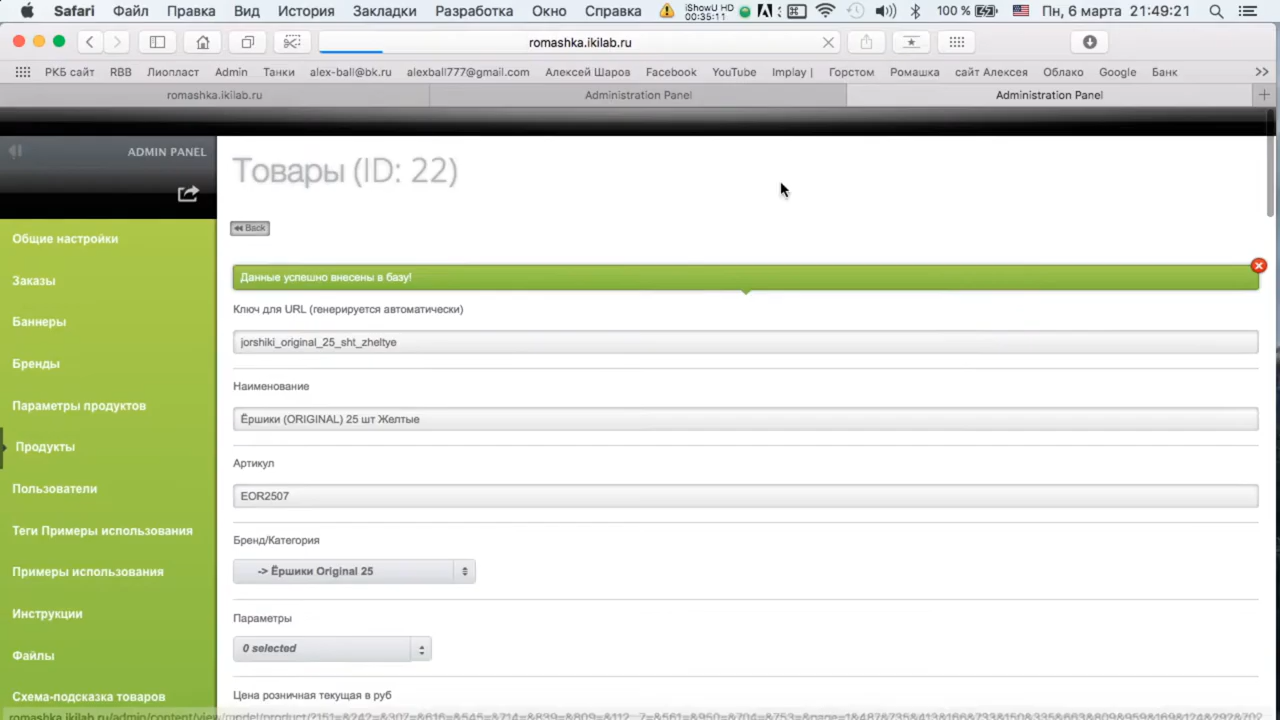 Safari Файл Правка Вид История Закладки Разработка Окно Справка iShowU HD 00:35:11 100 % Пн, 6 марта 21:49:21
romashka.ikilab.ru
РКБ сайт RBB Лиопласт Admin Танки alex-ball@bk.ru alexball777@gmail.com Алексей Шаров Facebook YouTube Implay | Горстом Ромашка сайт Алексея Облако Google Банк >>
romashka.ikilab.ru Administration Panel Administration Panel
ADMIN PANEL
Общие настройки
Заказы
Баннеры
Бренды
Параметры продуктов
Продукты
Пользователи
Теги Примеры использования
Примеры использования
Инструкции
Файлы
Схема-подсказка товаров
Товары (ID: 22)
Back
Данные успешно внесены в базу!
Ключ для URL (генерируется автоматически)
jorshiki_original_25_sht_zheltye
Наименование
Ёршики (ORIGINAL) 25 шт Желтые
Артикул
EOR2507
Бренд/Категория
-> Ёршики Original 25
Параметры
0 selected
Цена розничная текущая в руб